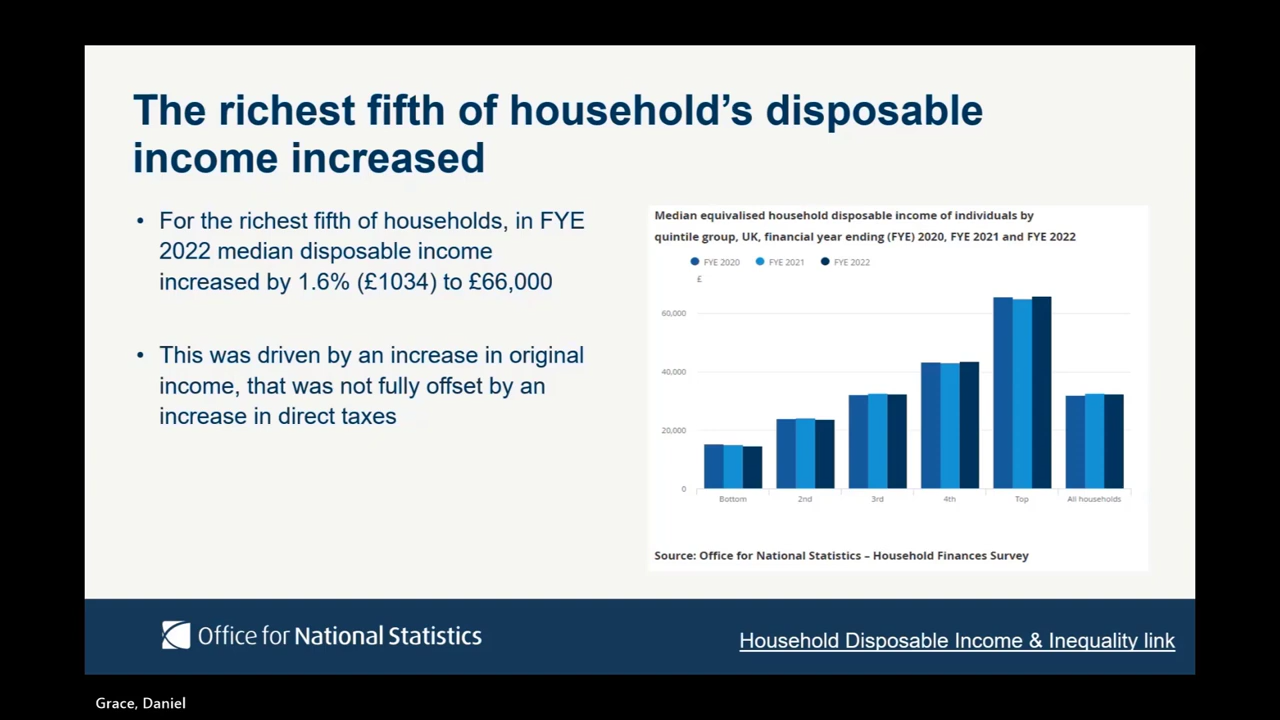 The richest fifth of household’s disposable
income increased
• For the richest fifth of households, in FYE
2022 median disposable income
increased by 1.6% (£1034) to £66,000
• This was driven by an increase in original
income, that was not fully offset by an
increase in direct taxes
Median equivalised household disposable income of individuals by
quintile group, UK, financial year ending (FYE) 2020, FYE 2021 and FYE 2022
FYE 2020 FYE 2021 FYE 2022
£
60,000
40,000
20,000
0
Bottom 2nd 3rd 4th Top All households
Source: Office for National Statistics – Household Finances Survey
Office for National Statistics
Household Disposable Income & Inequality link
Grace, Daniel